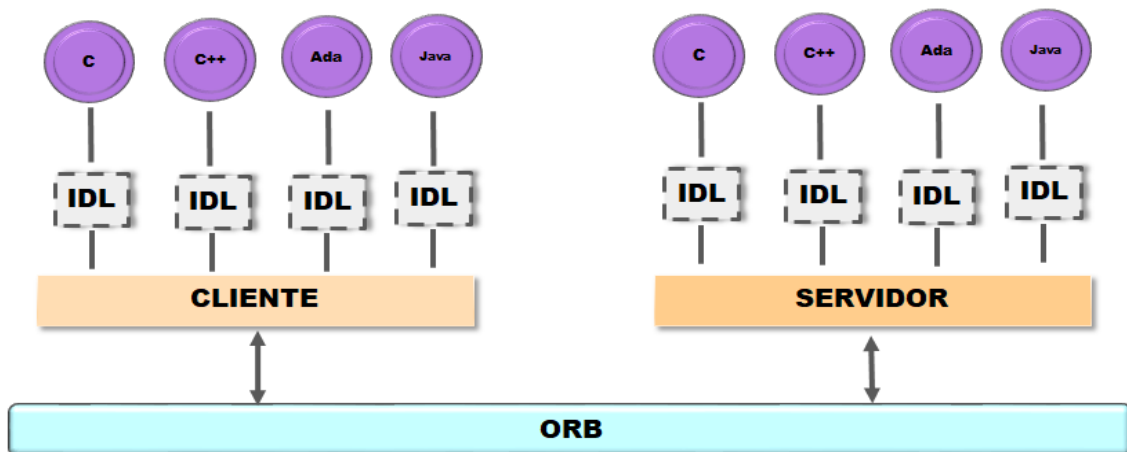 C C++ Ada Java
C C++ Ada Java
IDL IDL IDL IDL
IDL IDL IDL IDL
CLIENTE
SERVIDOR
ORB